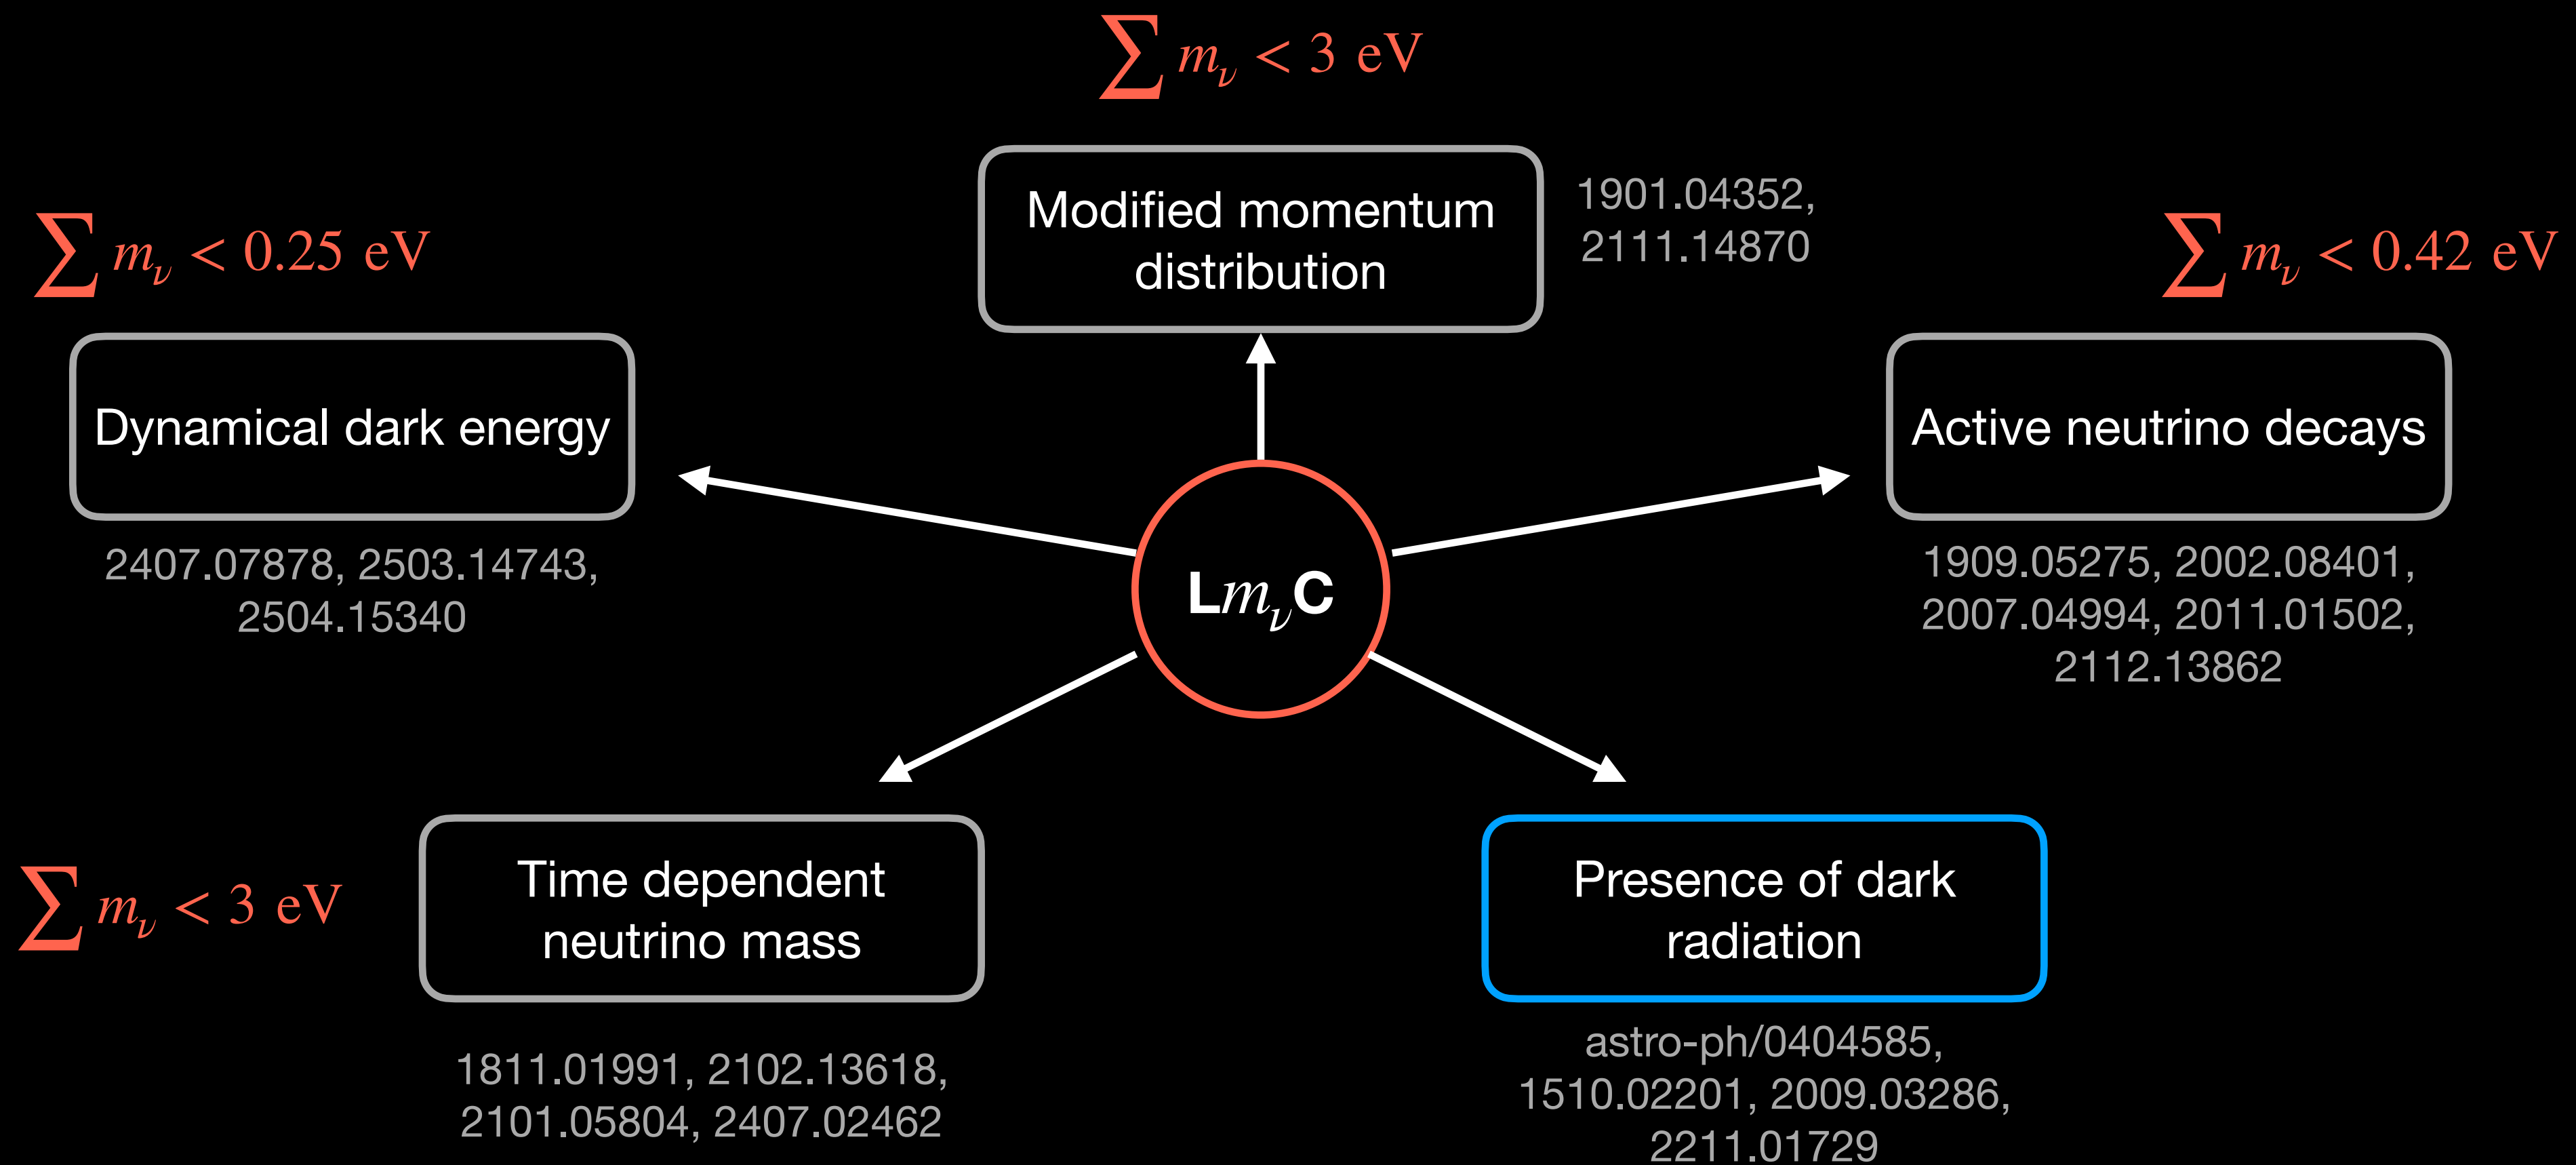 ∑ m_ν < 3 eV
Modified momentum
distribution
1901.04352,
2111.14870
∑ m_ν < 0.25 eV
Dynamical dark energy
2407.07878, 2503.14743,
2504.15340
∑ m_ν < 0.42 eV
Active neutrino decays
1909.05275, 2002.08401,
2007.04994, 2011.01502,
2112.13862
Lm_νC
∑ m_ν < 3 eV
Time dependent
neutrino mass
1811.01991, 2102.13618,
2101.05804, 2407.02462
Presence of dark
radiation
astro-ph/0404585,
1510.02201, 2009.03286,
2211.01729